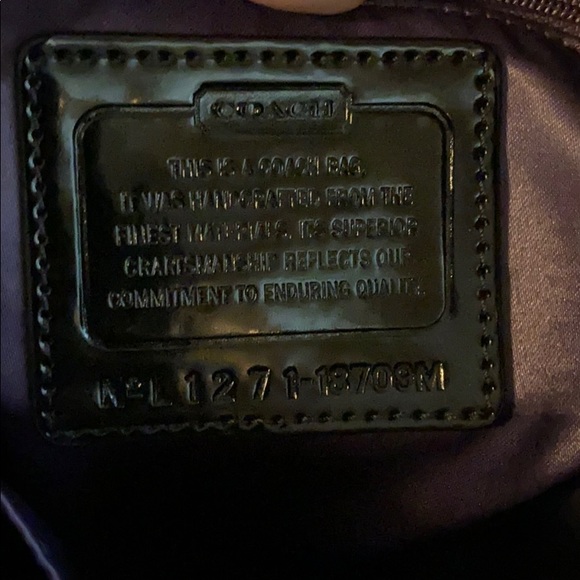 COACH
THIS IS A COACH BAG.
IT WAS HANDCRAFTED FROM THE
FINEST MATERIALS. ITS SUPERIOR
CRAFTSMANSHIP REFLECTS OUR
COMMITMENT TO ENDURING QUALITY.
Nº L1271-18709M